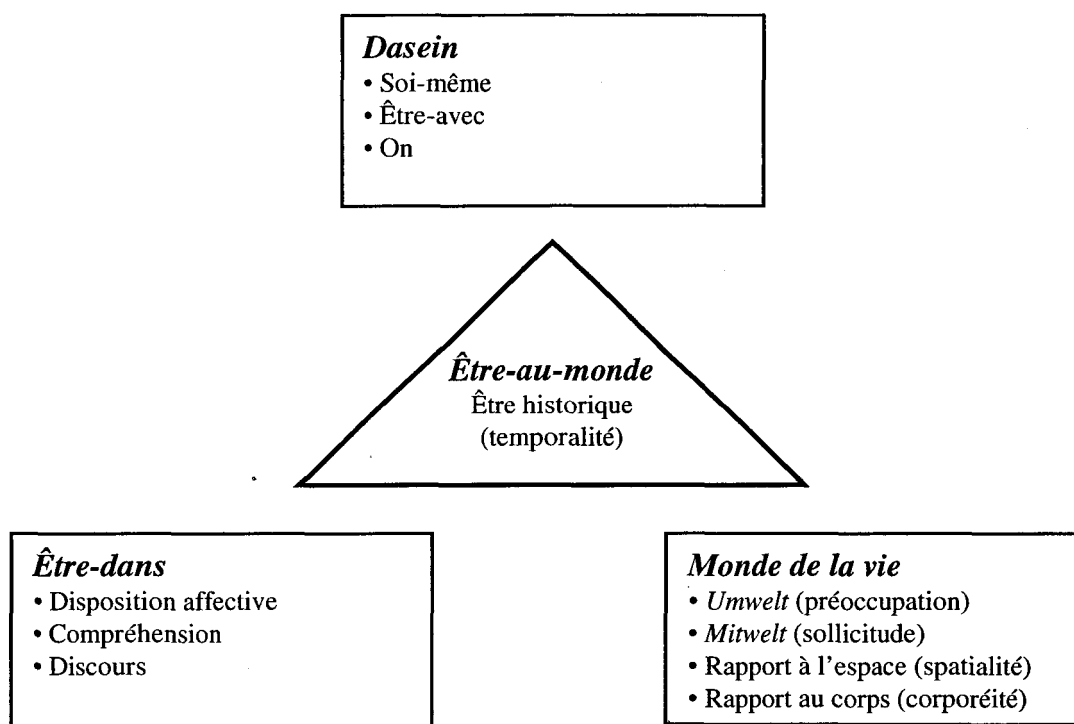 Dasein
• Soi-même
• Être-avec
• On
Être-au-monde
Être historique
(temporalité)
Être-dans
• Disposition affective
• Compréhension
• Discours
Monde de la vie
• Umwelt (préoccupation)
• Mitwelt (sollicitude)
• Rapport à l'espace (spatialité)
• Rapport au corps (corporéité)